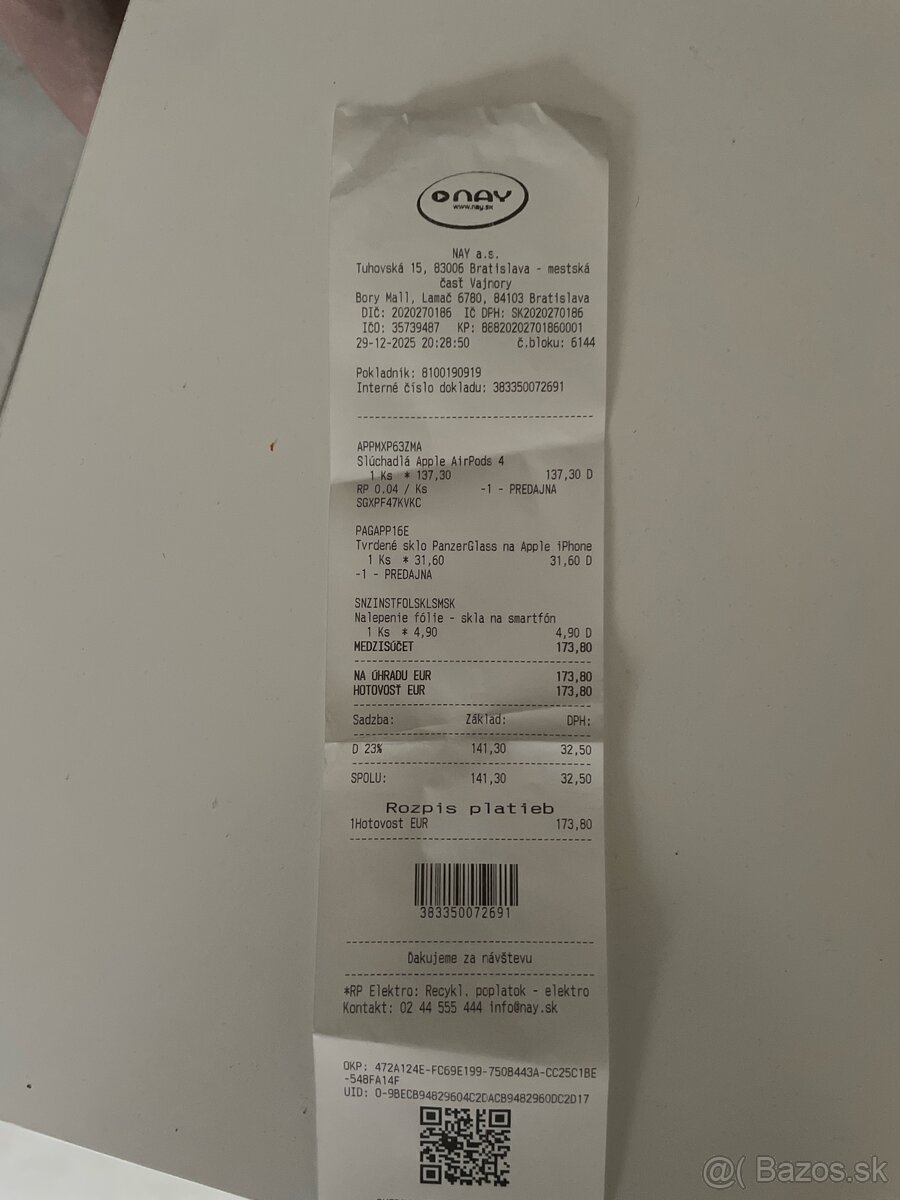 NAY
www.nay.sk
NAY a.s.
Tuhovská 15, 83006 Bratislava - mestská
časť Vajnory
Bory Mall, Lamač 6780, 84103 Bratislava
DIČ: 2020270186 IČ DPH: SK2020270186
IČO: 35739487 KP: 88820202701860001
29-12-2025 20:28:50 č.bloku: 6144
Pokladník: 8100190919
Interné číslo dokladu: 383350072691
APPMXP63ZMA
Slúchadlá Apple AirPods 4
1 Ks * 137,30 137,30 D
RP 0.04 / Ks -1 - PREDAJNA
SGXPF47KVKC
PAGAPP16E
Tvrdené sklo PanzerGlass na Apple iPhone
1 Ks * 31,60 31,60 D
-1 - PREDAJNA
SNZINSTFOLSKLSMSK
Nalepenie fólie - skla na smartfón
1 Ks * 4,90 4,90 D
MEDZISÚČET 173,80
NA ÚHRADU EUR 173,80
HOTOVOSŤ EUR 173,80
Sadzba: Základ: DPH:
D 23% 141,30 32,50
SPOLU: 141,30 32,50
Rozpis platieb
1Hotovost EUR 173,80
383350072691
Ďakujeme za návštevu
*RP Elektro: Recykl. poplatok - elektro
Kontakt: 02 44 555 444 info@nay.sk
OKP: 472A124E-FC69E199-750B443A-CC25C1BE
-548FA14F
UID: O-9BECB94829604C2DACB9482960DC2D17
@( Bazos.sk